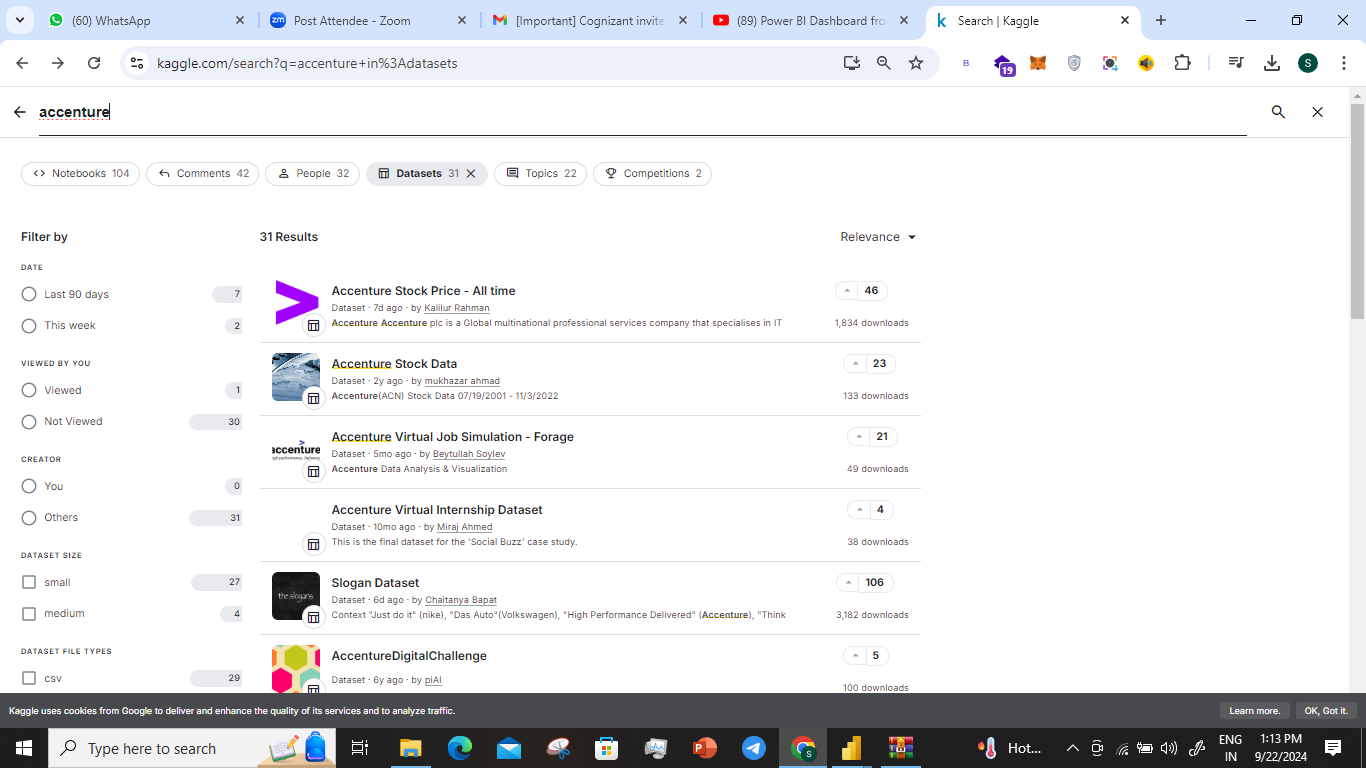 (60) WhatsApp
Post Attendee - Zoom
[Important] Cognizant invite
(89) Power BI Dashboard fro
Search | Kaggle
kaggle.com/search?q=accenture+in%3Adatasets
B
19
S
accenture
Notebooks 104
Comments 42
People 32
Datasets 31
Topics 22
Competitions 2
Filter by
31 Results
Relevance
DATE
Last 90 days 7
This week 2
VIEWED BY YOU
Viewed 1
Not Viewed 30
CREATOR
You 0
Others 31
DATASET SIZE
small 27
medium 4
DATASET FILE TYPES
csv 29
Accenture Stock Price - All time
46
Dataset · 7d ago · by Kalilur Rahman
Accenture Accenture plc is a Global multinational professional services company that specialises in IT
1,834 downloads
Accenture Stock Data
23
Dataset · 2y ago · by mukhazar ahmad
Accenture(ACN) Stock Data 07/19/2001 - 11/3/2022
133 downloads
accenture
Accenture Virtual Job Simulation - Forage
21
Dataset · 5mo ago · by Beytullah Soylev
Accenture Data Analysis & Visualization
49 downloads
Accenture Virtual Internship Dataset
4
Dataset · 10mo ago · by Miraj Ahmed
This is the final dataset for the 'Social Buzz' case study.
38 downloads
the.slogans
Slogan Dataset
106
Dataset · 6d ago · by Chaitanya Bapat
Context "Just do it" (nike), "Das Auto"(Volkswagen), "High Performance Delivered" (Accenture), "Think
3,182 downloads
AccentureDigitalChallenge
5
Dataset · 6y ago · by piAI
100 downloads
Kaggle uses cookies from Google to deliver and enhance the quality of its services and to analyze traffic.
Learn more.
OK, Got it.
Type here to search
Hot...
ENG
IN
1:13 PM
9/22/2024